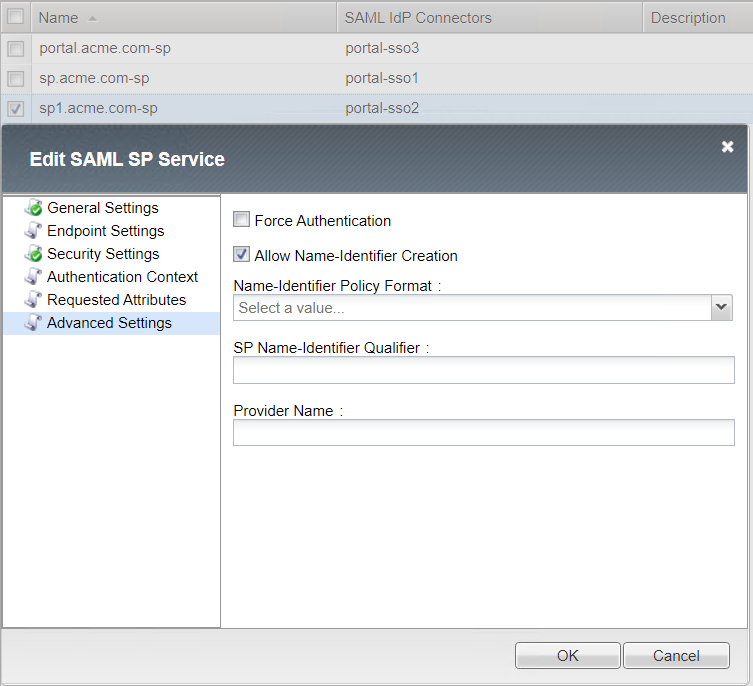 Name SAML IdP Connectors Description
portal.acme.com-sp portal-sso3
sp.acme.com-sp portal-sso1
sp1.acme.com-sp portal-sso2
Edit SAML SP Service
General Settings
Endpoint Settings
Security Settings
Authentication Context
Requested Attributes
Advanced Settings
Force Authentication
Allow Name-Identifier Creation
Name-Identifier Policy Format :
Select a value...
SP Name-Identifier Qualifier :
Provider Name :
OK Cancel